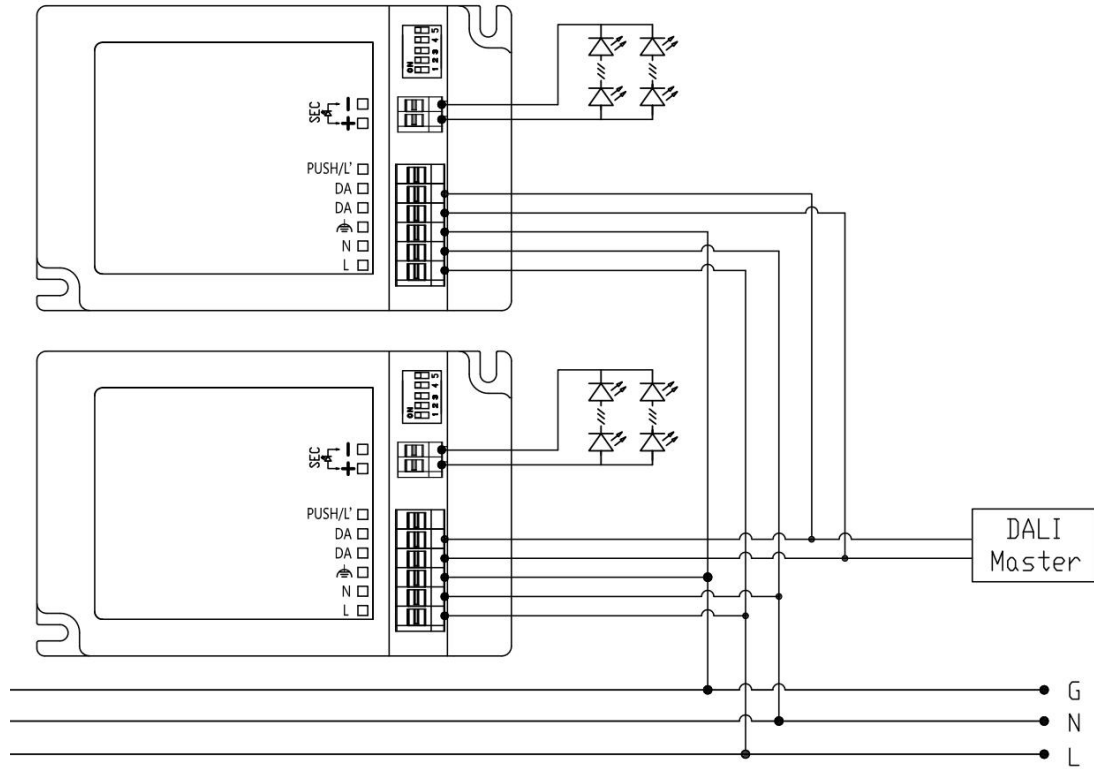 ON
1 2 3 4 5
SEC
-
+
PUSH/L'
DA
DA
N
L
ON
1 2 3 4 5
SEC
-
+
PUSH/L'
DA
DA
N
L
DALI
Master
G
N
L